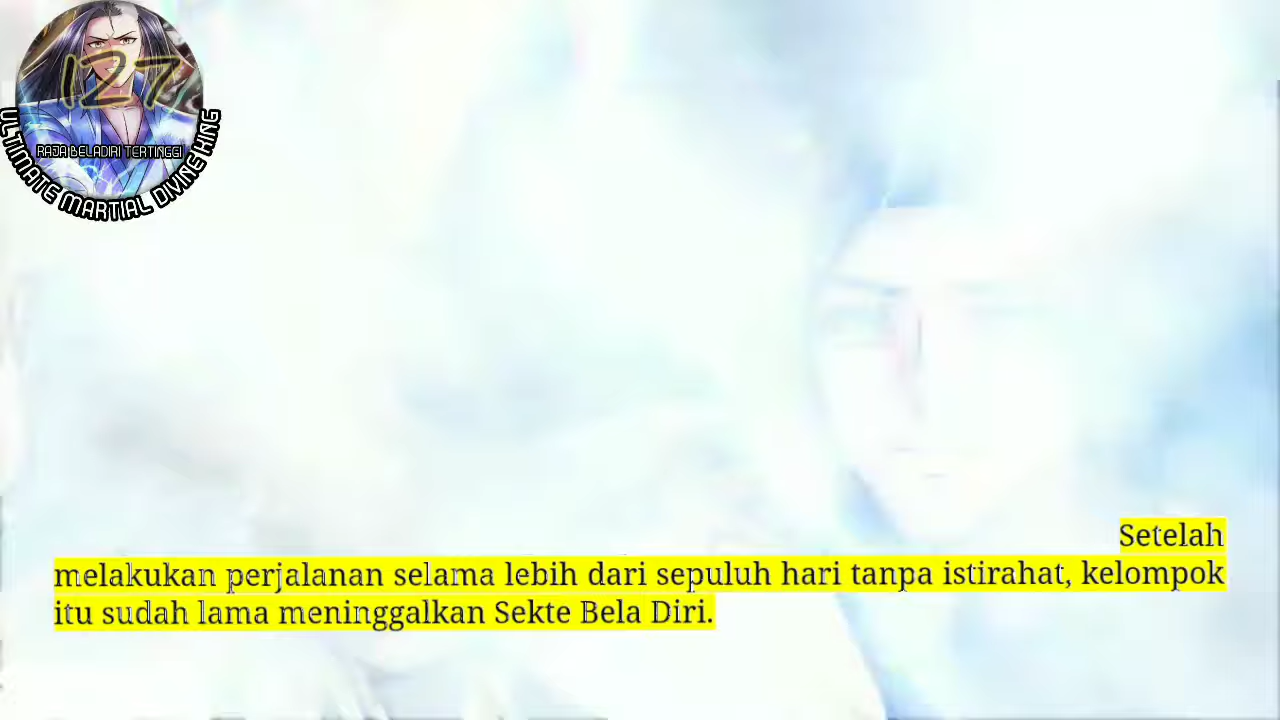 127
RAJA BELADIRI TERTINGGI
ULTIMATE MARTIAL DIVINE KING
Setelah
melakukan perjalanan selama lebih dari sepuluh hari tanpa istirahat, kelompok
itu sudah lama meninggalkan Sekte Bela Diri.